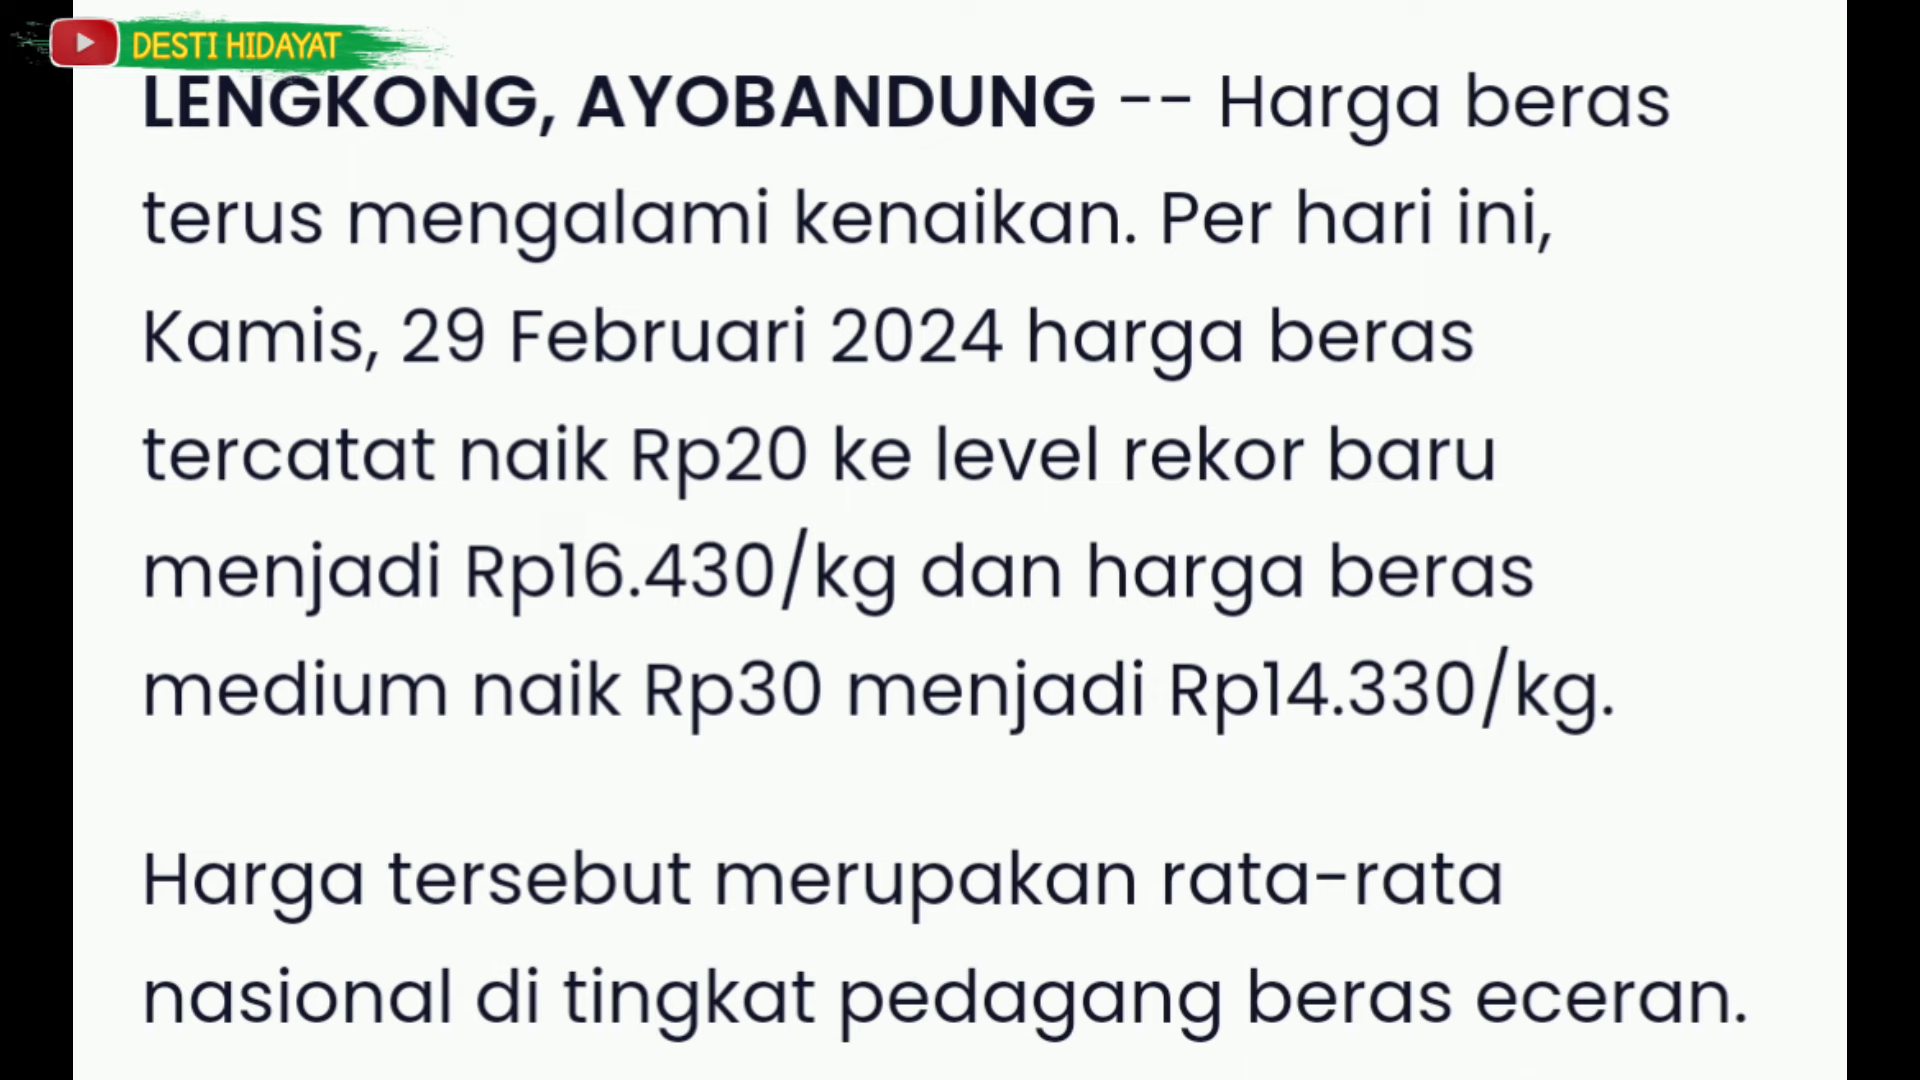 DESTI HIDAYAT
LENGKONG, AYOBANDUNG -- Harga beras
terus mengalami kenaikan. Per hari ini,
Kamis, 29 Februari 2024 harga beras
tercatat naik Rp20 ke level rekor baru
menjadi Rp16.430/kg dan harga beras
medium naik Rp30 menjadi Rp14.330/kg.
Harga tersebut merupakan rata-rata
nasional di tingkat pedagang beras eceran.